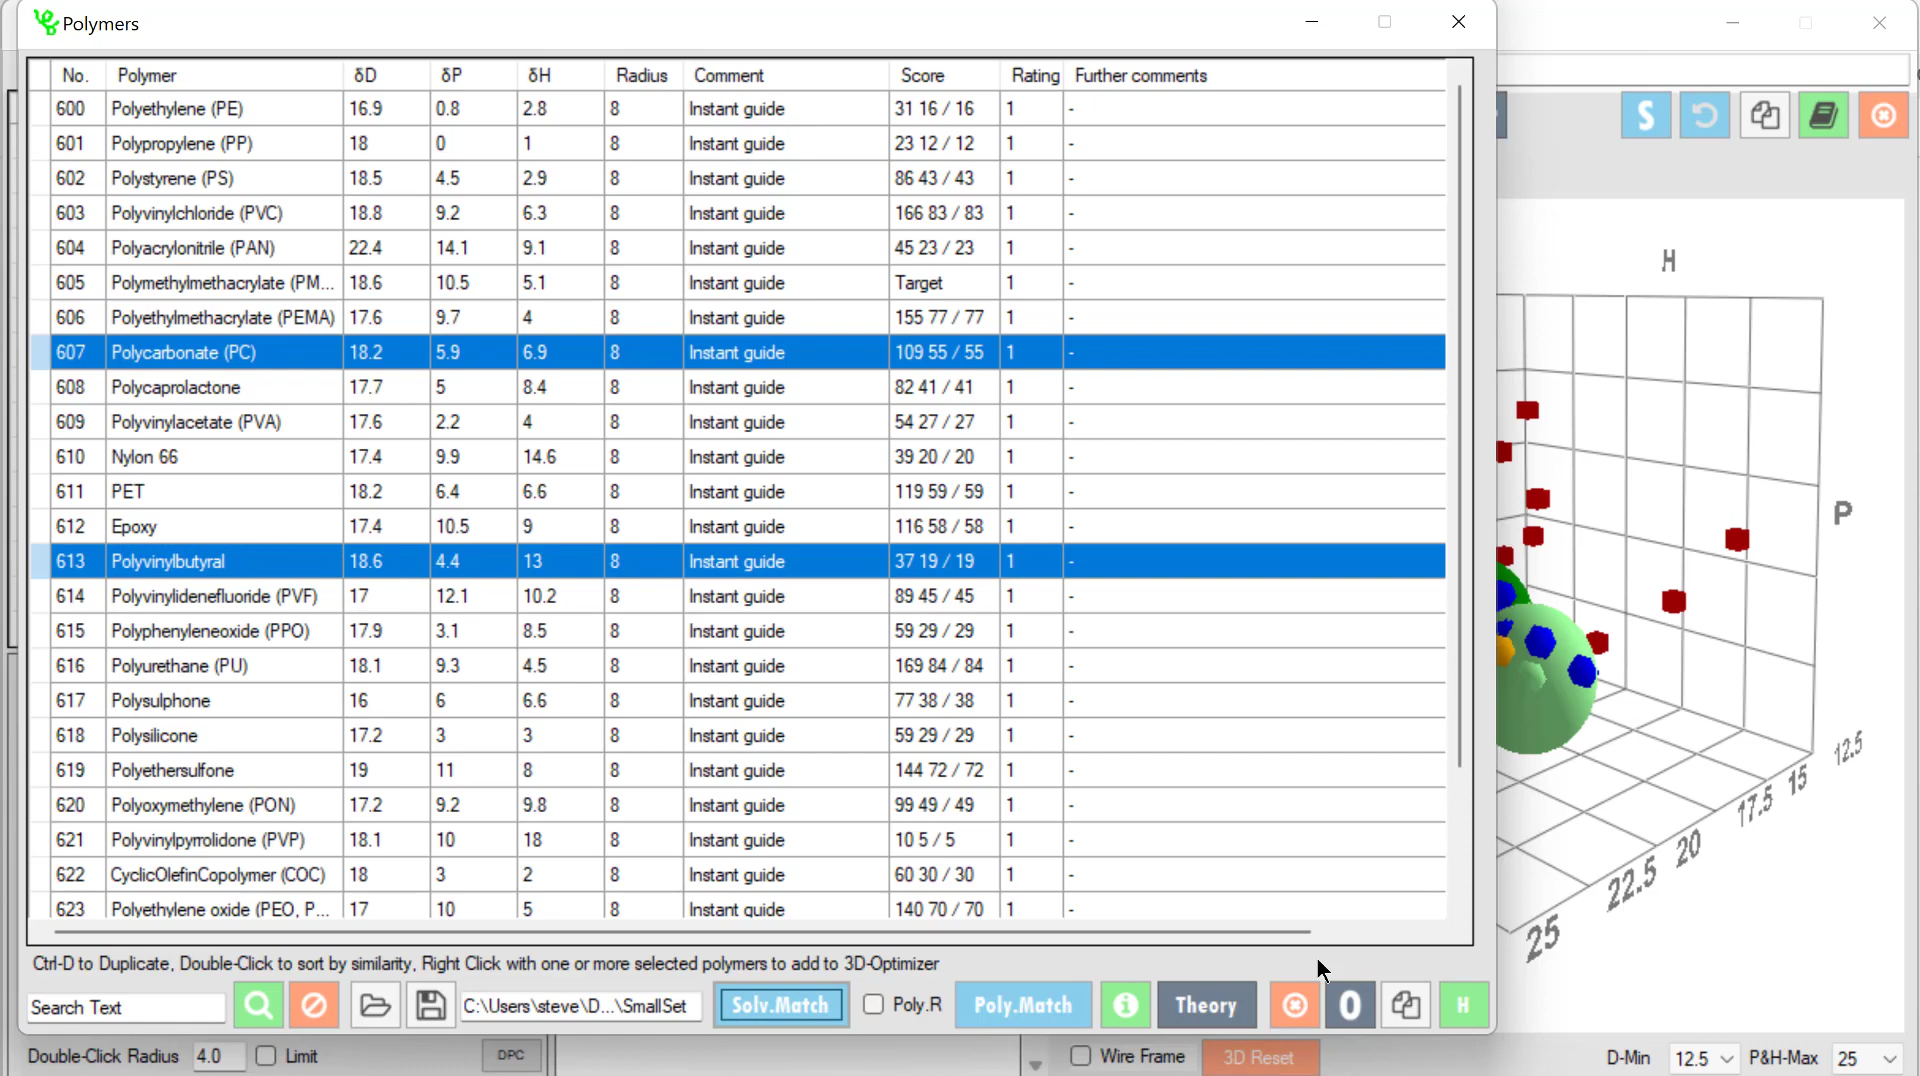 Polymers
No. Polymer δD δP δH Radius Comment Score Rating Further comments
600 Polyethylene (PE) 16.9 0.8 2.8 8 Instant guide 31 16 / 16 1 -
601 Polypropylene (PP) 18 0 1 8 Instant guide 23 12 / 12 1 -
602 Polystyrene (PS) 18.5 4.5 2.9 8 Instant guide 86 43 / 43 1 -
603 Polyvinylchloride (PVC) 18.8 9.2 6.3 8 Instant guide 166 83 / 83 1 -
604 Polyacrylonitrile (PAN) 22.4 14.1 9.1 8 Instant guide 45 23 / 23 1 -
605 Polymethylmethacrylate (PM... 18.6 10.5 5.1 8 Instant guide Target 1 -
606 Polyethylmethacrylate (PEMA) 17.6 9.7 4 8 Instant guide 155 77 / 77 1 -
607 Polycarbonate (PC) 18.2 5.9 6.9 8 Instant guide 109 55 / 55 1 -
608 Polycaprolactone 17.7 5 8.4 8 Instant guide 82 41 / 41 1 -
609 Polyvinylacetate (PVA) 17.6 2.2 4 8 Instant guide 54 27 / 27 1 -
610 Nylon 66 17.4 9.9 14.6 8 Instant guide 39 20 / 20 1 -
611 PET 18.2 6.4 6.6 8 Instant guide 119 59 / 59 1 -
612 Epoxy 17.4 10.5 9 8 Instant guide 116 58 / 58 1 -
613 Polyvinylbutyral 18.6 4.4 13 8 Instant guide 37 19 / 19 1 -
614 Polyvinylidenefluoride (PVF) 17 12.1 10.2 8 Instant guide 89 45 / 45 1 -
615 Polyphenyleneoxide (PPO) 17.9 3.1 8.5 8 Instant guide 59 29 / 29 1 -
616 Polyurethane (PU) 18.1 9.3 4.5 8 Instant guide 169 84 / 84 1 -
617 Polysulphone 16 6 6.6 8 Instant guide 77 38 / 38 1 -
618 Polysilicone 17.2 3 3 8 Instant guide 59 29 / 29 1 -
619 Polyethersulfone 19 11 8 8 Instant guide 144 72 / 72 1 -
620 Polyoxymethylene (PON) 17.2 9.2 9.8 8 Instant guide 99 49 / 49 1 -
621 Polyvinylpyrrolidone (PVP) 18.1 10 18 8 Instant guide 10 5 / 5 1 -
622 CyclicOlefinCopolymer (COC) 18 3 2 8 Instant guide 60 30 / 30 1 -
623 Polyethylene oxide (PEO, P... 17 10 5 8 Instant guide 140 70 / 70 1 -
Ctrl-D to Duplicate, Double-Click to sort by similarity, Right Click with one or more selected polymers to add to 3D-Optimizer
Search Text C:\Users\steve\D...\SmallSet Solv.Match Poly.R Poly.Match Theory O H
Double-Click Radius 4.0 Limit DPC Wire Frame 3D Reset D-Min 12.5 P&H-Max 25
S
H
P
12.5
15
17.5
20
22.5
25